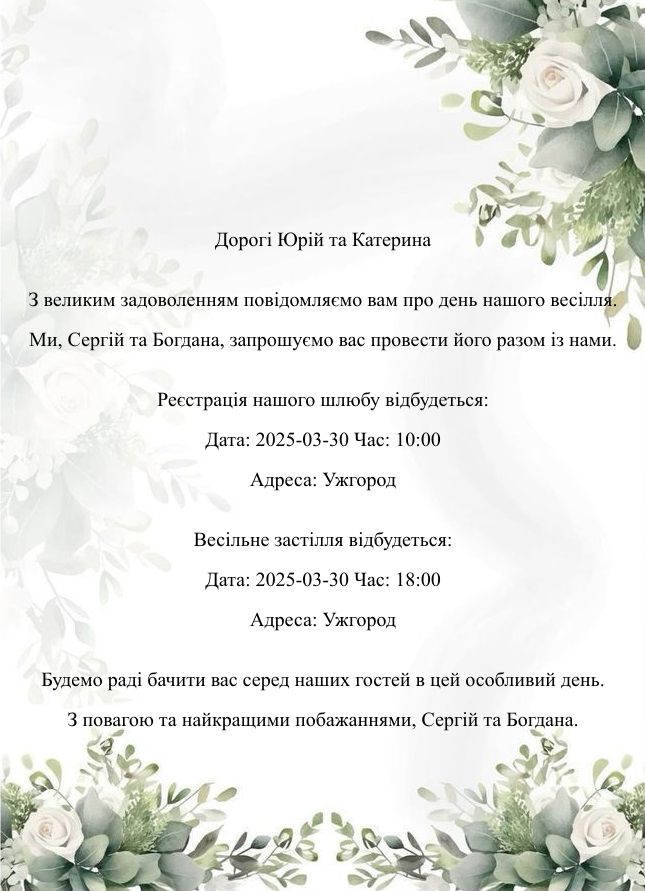 Дорогі Юрій та Катерина
З великим задоволенням повідомляємо вам про день нашого весілля.
Ми, Сергій та Богдана, запрошуємо вас провести його разом із нами.
Реєстрація нашого шлюбу відбудеться:
Дата: 2025-03-30 Час: 10:00
Адреса: Ужгород
Весільне застілля відбудеться:
Дата: 2025-03-30 Час: 18:00
Адреса: Ужгород
Будемо раді бачити вас серед наших гостей в цей особливий день.
З повагою та найкращими побажаннями, Сергій та Богдана.